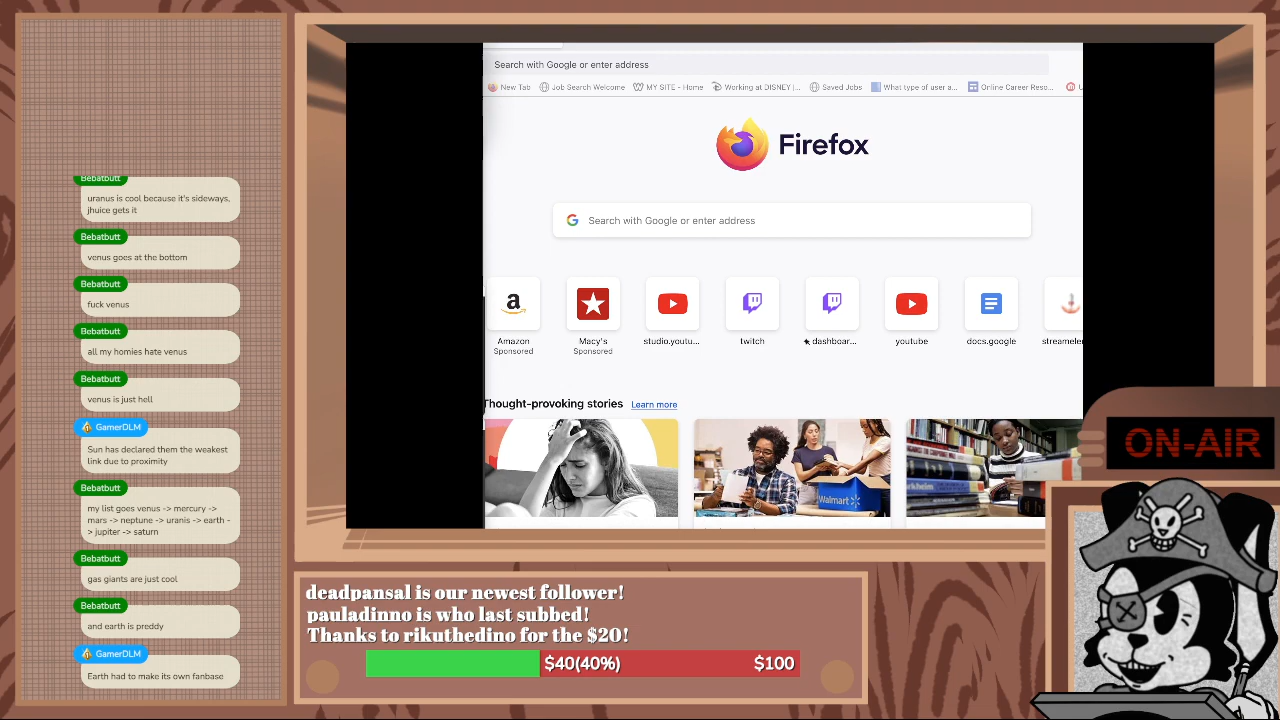 Bebatbutt
uranus is cool because it's sideways,
jhuice gets it
Bebatbutt
venus goes at the bottom
Bebatbutt
fuck venus
Bebatbutt
all my homies hate venus
Bebatbutt
venus is just hell
GamerDLM
Sun has declared them the weakest
link due to proximity
Bebatbutt
my list goes venus -> mercury ->
mars -> neptune -> uranis -> earth -
> jupiter -> saturn
Bebatbutt
gas giants are just cool
Bebatbutt
and earth is preddy
GamerDLM
Earth had to make its own fanbase
Search with Google or enter address
New Tab Job Search Welcome MY SITE - Home Working at DISNEY |... Saved Jobs What type of user a... Online Career Reso...
Firefox
Search with Google or enter address
a
Amazon Macy's studio.youtu... twitch dashboar... youtube docs.google streamele
Sponsored Sponsored
Thought-provoking stories Learn more
Walmart
ON-AIR
deadpansal is our newest follower!
pauladinno is who last subbed!
Thanks to rikuthedino for the $20!
$40(40%) $100